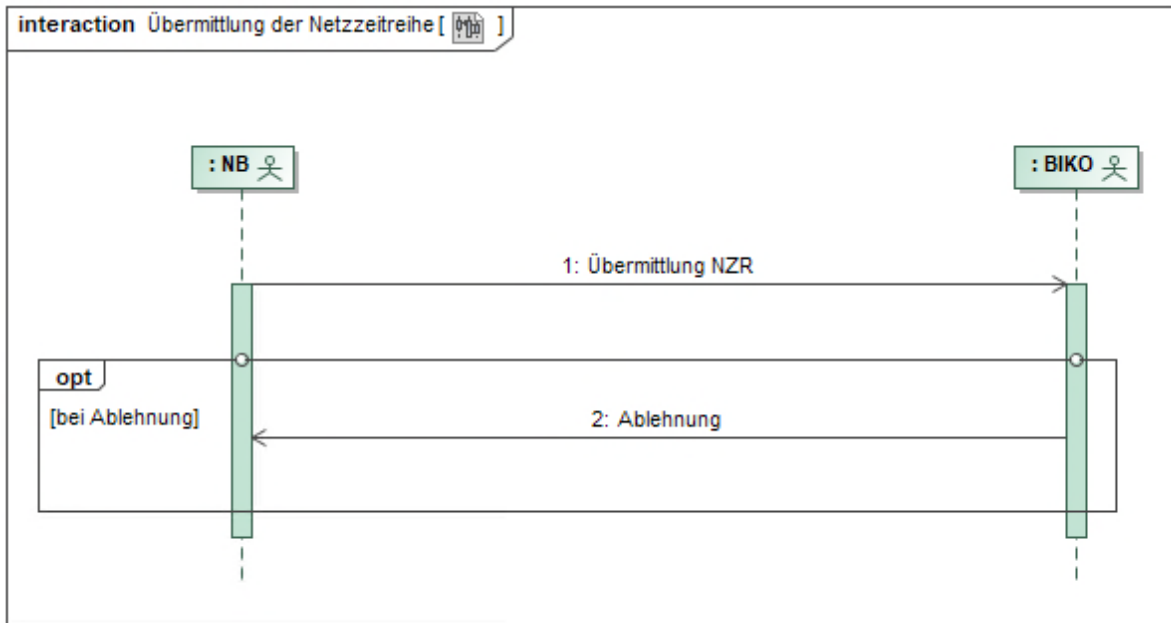 interaction Übermittlung der Netzzeitreihe [ ]
: NB
: BIKO
1: Übermittlung NZR
opt
[bei Ablehnung]
2: Ablehnung